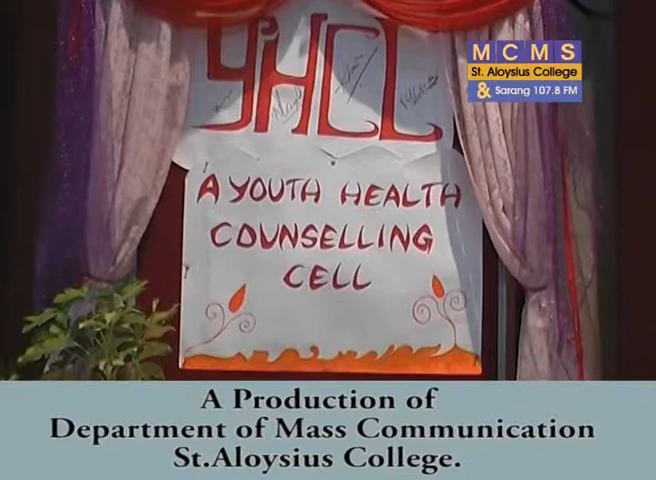 MCMS
St. Aloysius College
& Sarang 107.8 FM
YHCC
A YOUTH HEALTH
COUNSELLING
CELL
A Production of
Department of Mass Communication
St.Aloysius College.